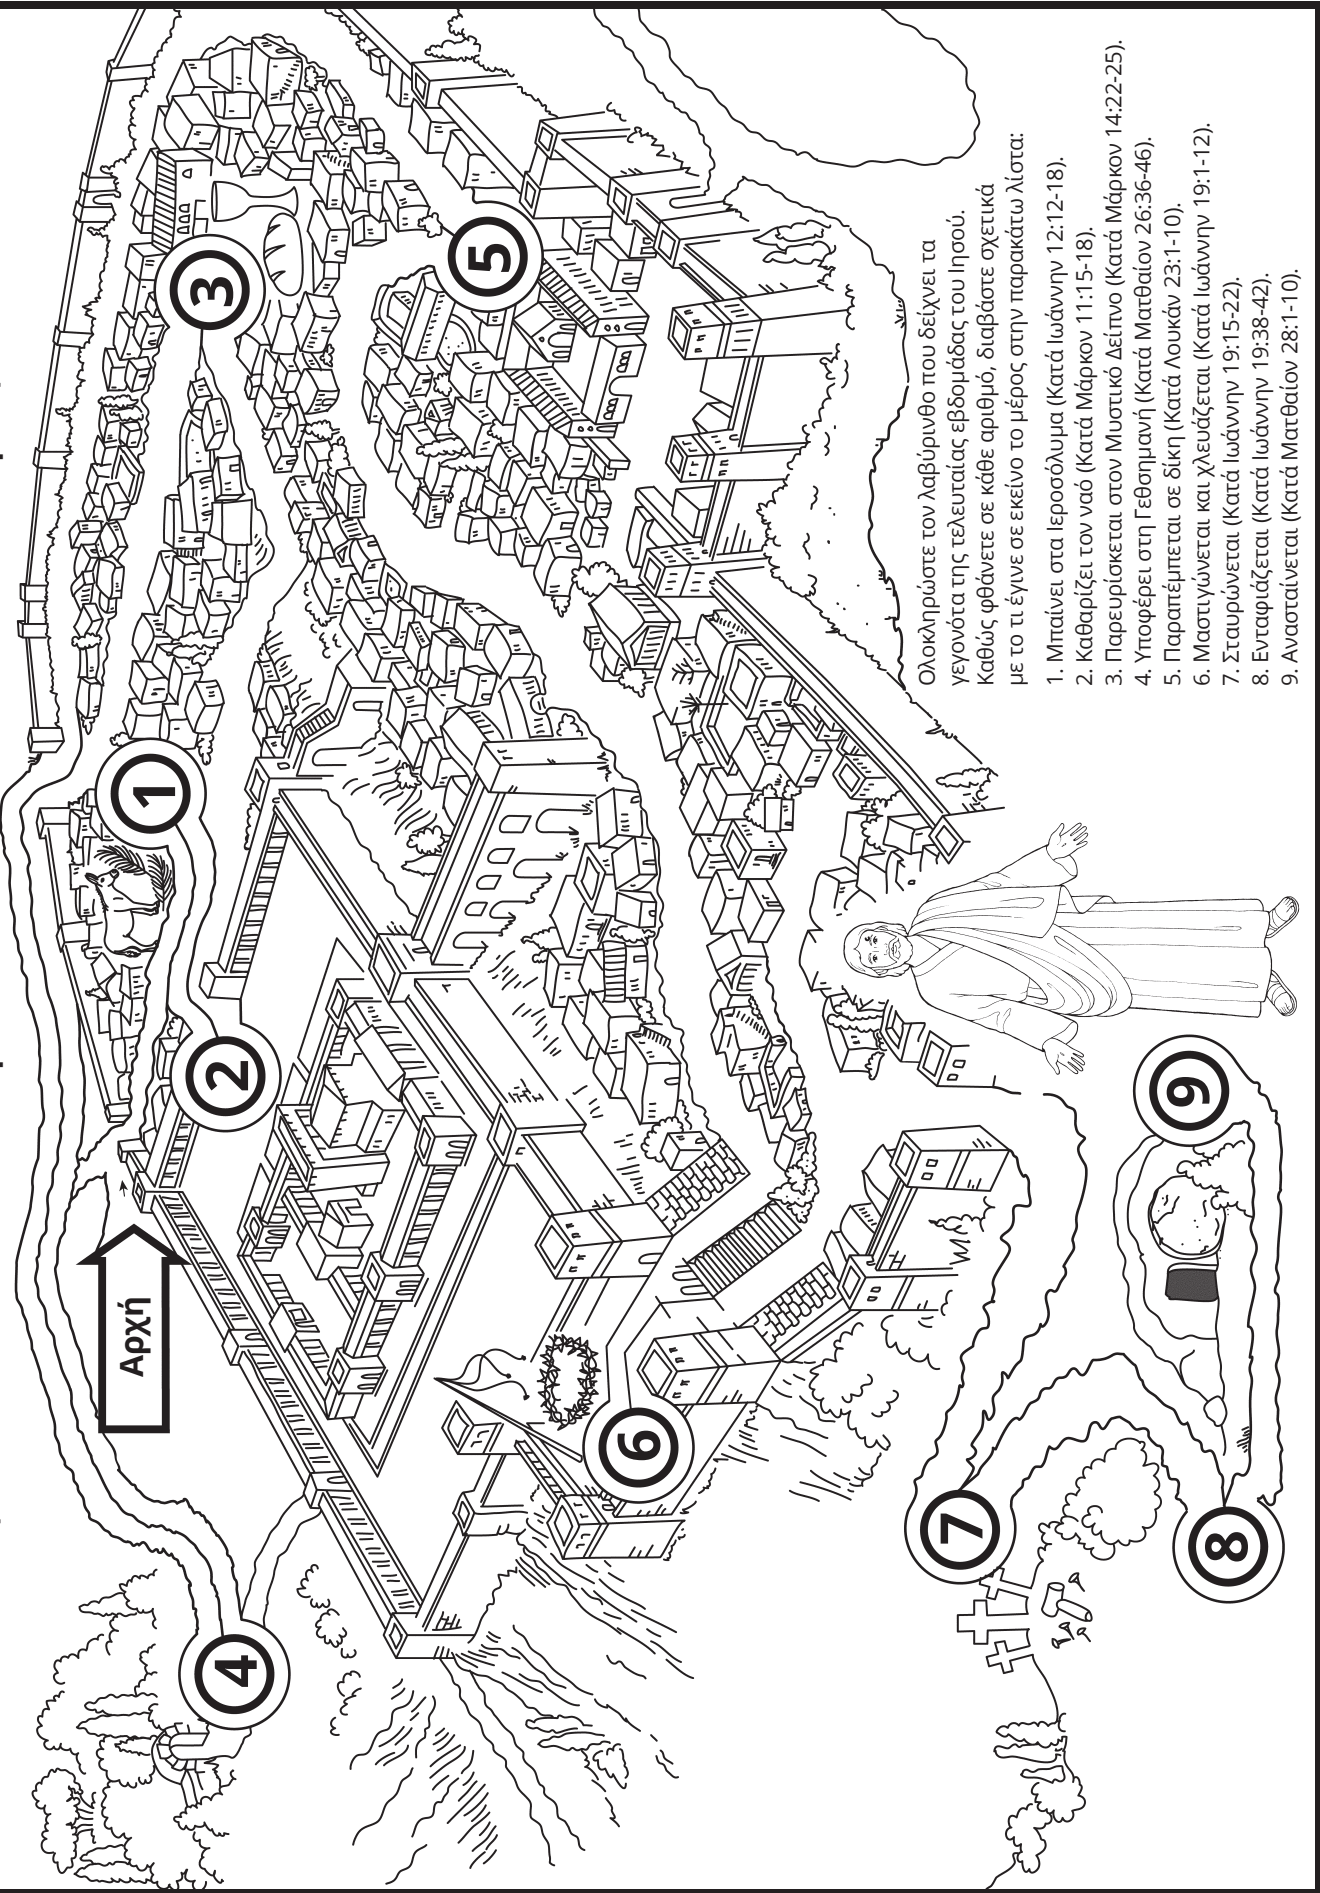 Αρχή
1
2
3
4
5
6
7
8
9
Ολοκληρώστε τον λαβύρινθο που δείχνει τα
γεγονότα της τελευταίας εβδομάδας του Ιησού.
Καθώς φθάνετε σε κάθε αριθμό, διαβάστε σχετικά
με το τι έγινε σε εκείνο το μέρος στην παρακάτω λίστα:
1. Μπαίνει στα Ιεροσόλυμα (Κατά Ιωάννην 12:12-18).
2. Καθαρίζει τον ναό (Κατά Μάρκον 11:15-18).
3. Παρευρίσκεται στον Μυστικό Δείπνο (Κατά Μάρκον 14:22-25).
4. Υποφέρει στη Γεθσημανή (Κατά Ματθαίον 26:36-46).
5. Παραπέμπεται σε δίκη (Κατά Λουκάν 23:1-10).
6. Μαστιγώνεται και χλευάζεται (Κατά Ιωάννην 19:1-12).
7. Σταυρώνεται (Κατά Ιωάννην 19:15-22).
8. Ενταφιάζεται (Κατά Ιωάννην 19:38-42).
9. Ανασταίνεται (Κατά Ματθαίον 28:1-10).